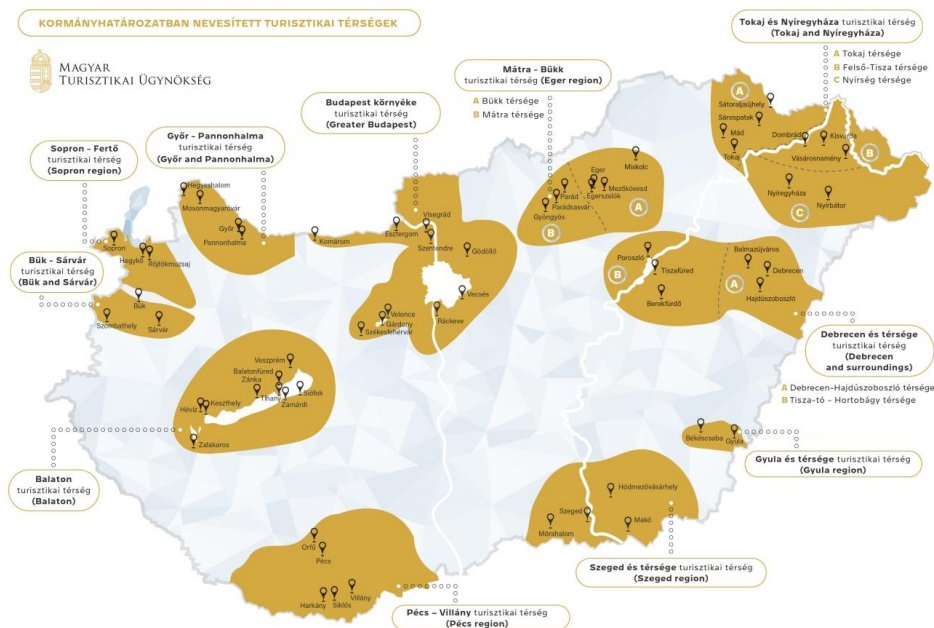 KORMÁNYHATÁROZATBAN NEVESÍTETT TURISZTIKAI TÉRSÉGEK
MAGYAR
TURISZTIKAI ÜGYNÖKSÉG
Sopron – Fertő
turisztikai térség
(Sopron region)
Győr – Pannonhalma
turisztikai térség
(Győr and Pannonhalma)
Budapest környéke
turisztikai térség
(Greater Budapest)
Mátra – Bükk
turisztikai térség (Eger region)
A Bükk térsége
B Mátra térsége
Tokaj és Nyíregyháza turisztikai térség
(Tokaj and Nyíregyháza)
A Tokaj térsége
B Felső-Tisza térsége
C Nyírség térsége
Bük – Sárvár
turisztikai térség
(Bük and Sárvár)
Hegyeshalom
Mosonmagyaróvár
Győr
Pannonhalma
Sopron
Hegykő
Röjtökmuzsaj
Bük
Szombathely
Sárvár
Komárom
Esztergom
Visegrád
Szentendre
Gödöllő
Vecsés
Ráckeve
Velence
Gárdony
Székesfehérvár
Miskolc
Eger
Egerszalók
Mezőkövesd
Parád
Parádsasvár
Gyöngyös
A
B
A
Sátoraljaújhely
Sárospatak
Mád
Tokaj
Dombrád
Kisvárda
Vásárosnamény
B
Nyíregyháza
Nyírbátor
C
Poroszló
B
Tiszafüred
Berekfürdő
Balmazújváros
Debrecen
A
Hajdúszoboszló
Debrecen és térsége
turisztikai térség
(Debrecen
and surroundings)
A Debrecen-Hajdúszoboszló térsége
B Tisza-tó – Hortobágy térsége
Veszprém
Balatonfüred
Zánka
Tihany
Siófok
Zamárdi
Hévíz
Keszthely
Zalakaros
Balaton
turisztikai térség
(Balaton)
Békéscsaba
Gyula
Gyula és térsége turisztikai térség
(Gyula region)
Hódmezővásárhely
Szeged
Mórahalom
Makó
Szeged és térsége turisztikai térség
(Szeged region)
Orfű
Pécs
Harkány
Siklós
Villány
Pécs – Villány turisztikai térség
(Pécs region)